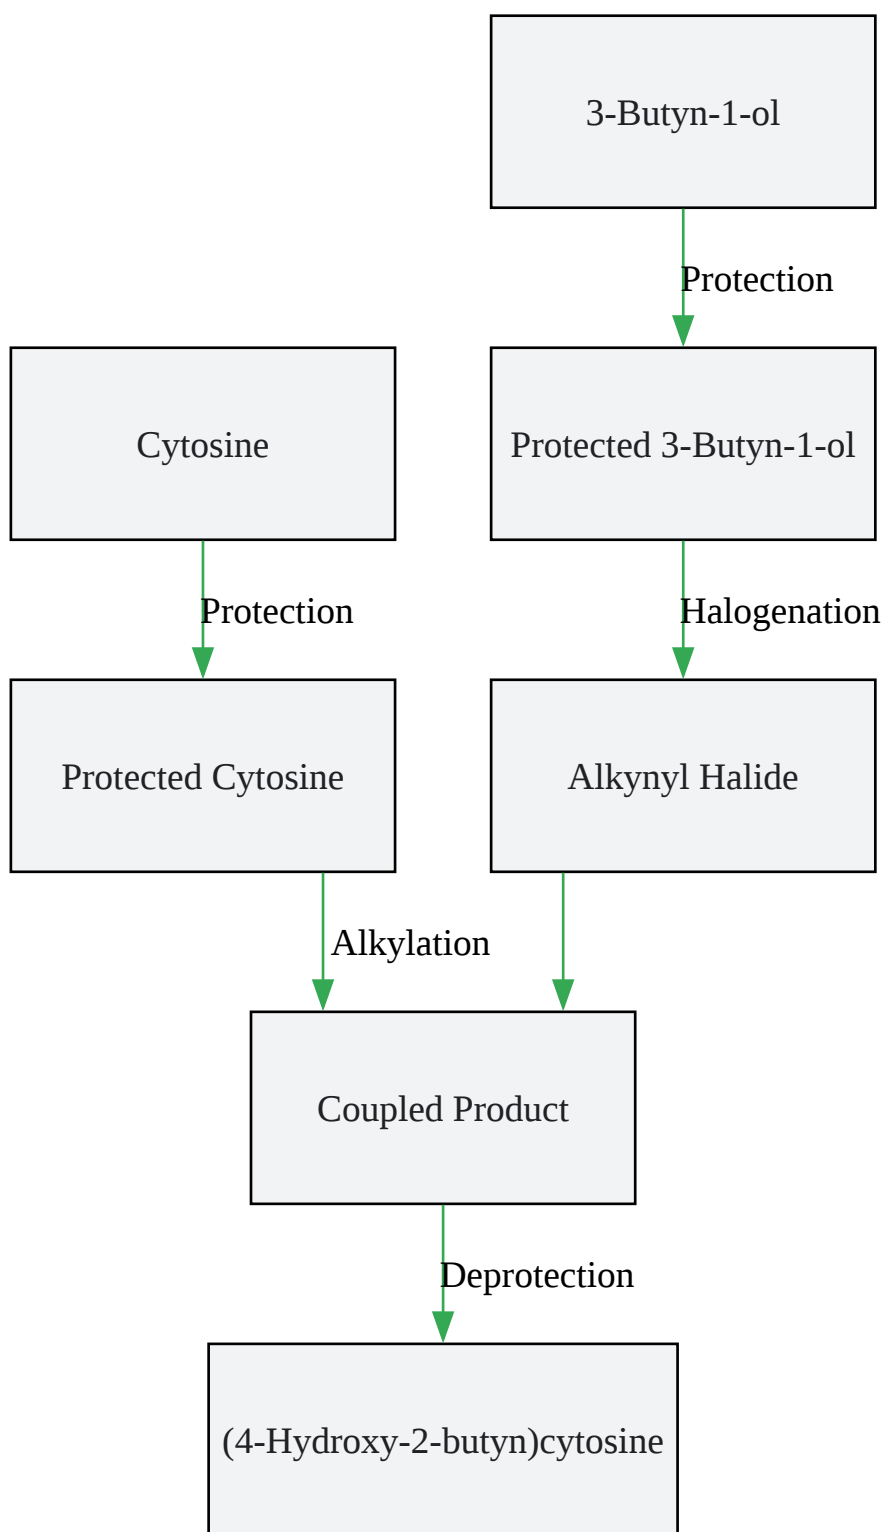 3-Butyn-1-ol
Protection
Cytosine
Protected 3-Butyn-1-ol
Protection
Halogenation
Protected Cytosine
Alkynyl Halide
Alkylation
Coupled Product
Deprotection
(4-Hydroxy-2-butyn)cytosine